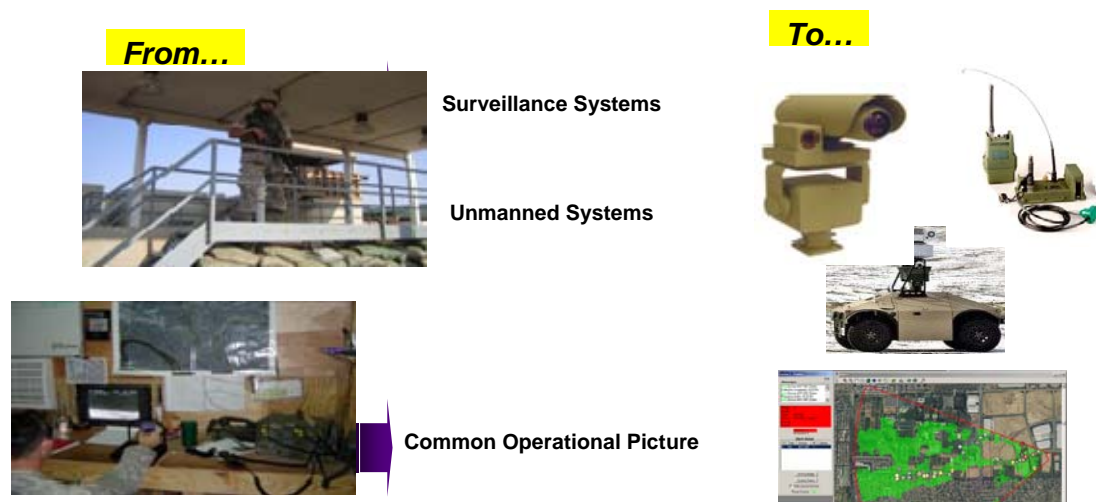 From…
To…
Surveillance Systems
Unmanned Systems
Common Operational Picture